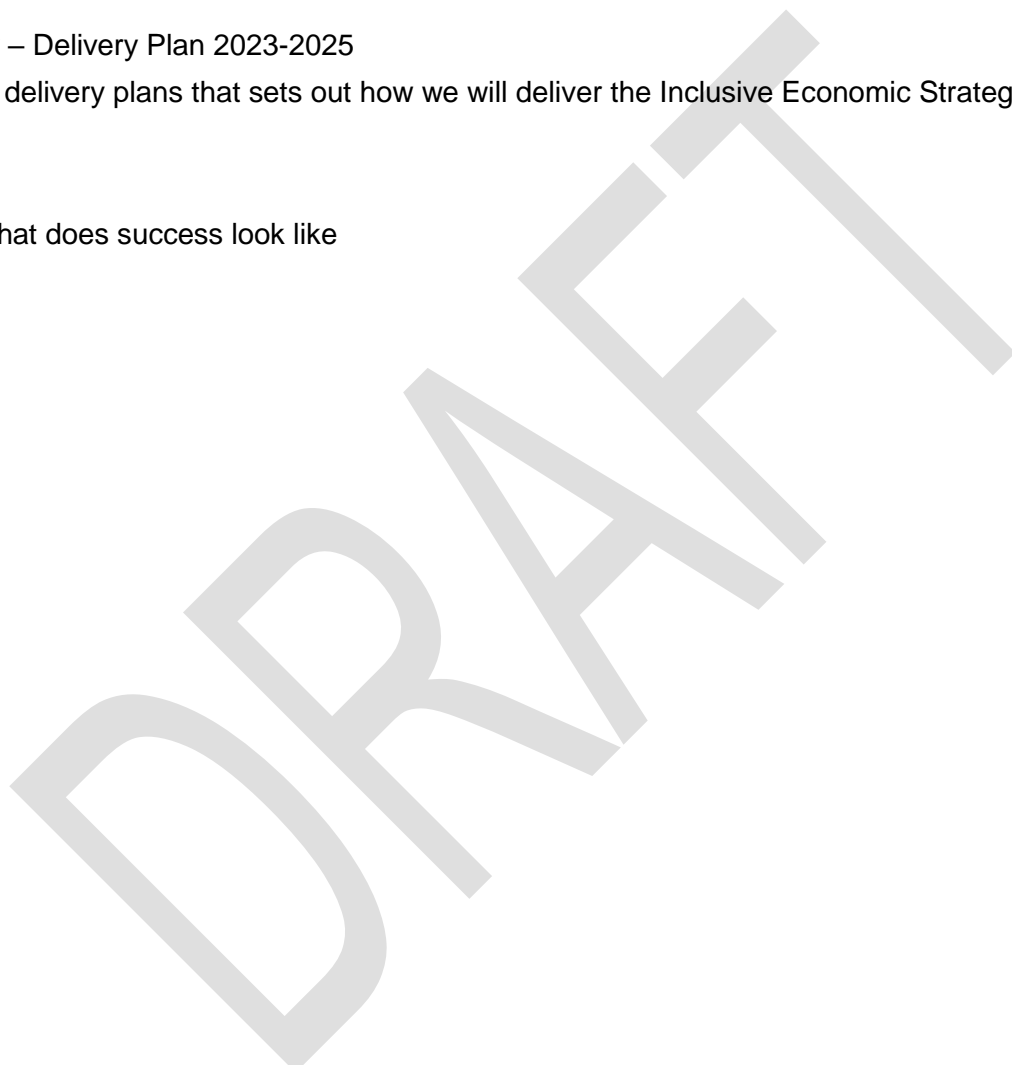 – Delivery Plan 2023-2025
delivery plans that sets out how we will deliver the Inclusive Economic Strateg
hat does success look like
DRAFT